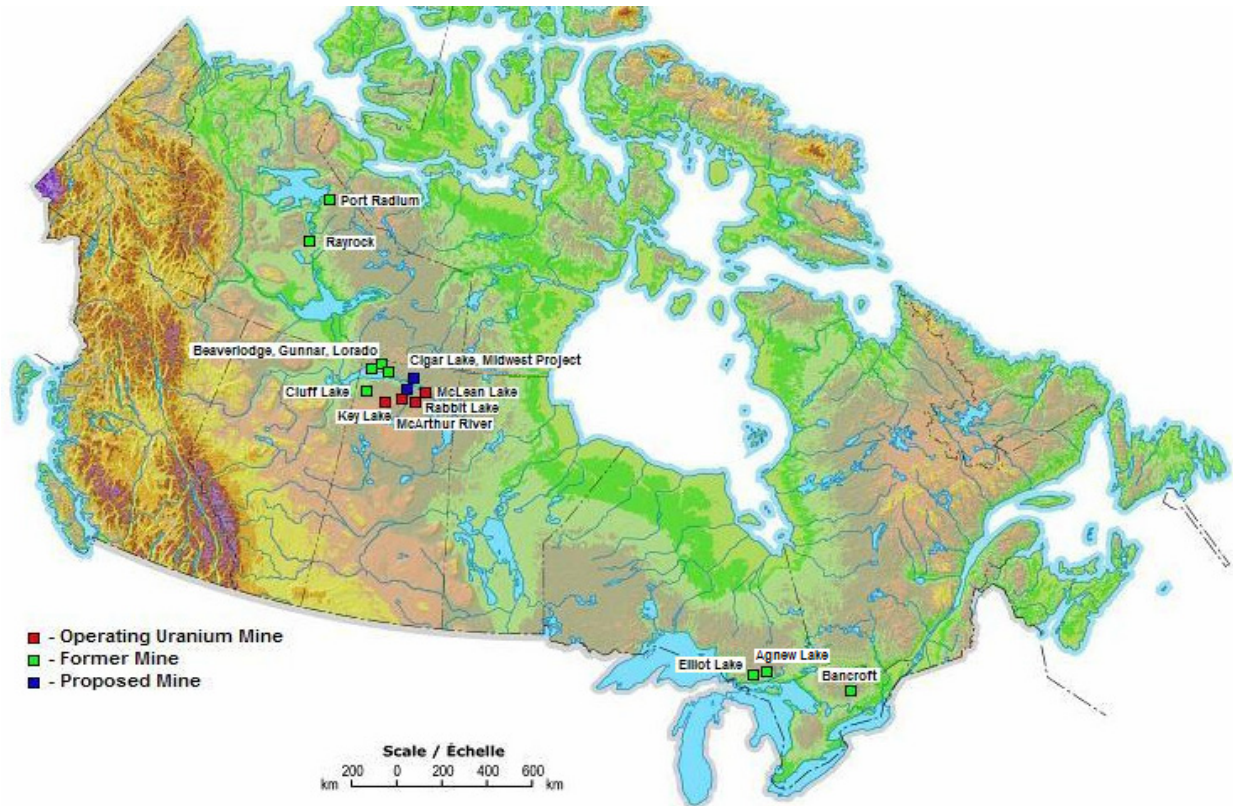 Port Radium
Rayrock
Beaverlodge, Gunnar, Lorado
Cigar Lake, Midwest Project
Cluff Lake
McLean Lake
Key Lake
Rabbit Lake
McArthur River
- Operating Uranium Mine
- Former Mine
- Proposed Mine
Elliot Lake
Agnew Lake
Bancroft
Scale / Échelle
200 0 200 400 600
km km